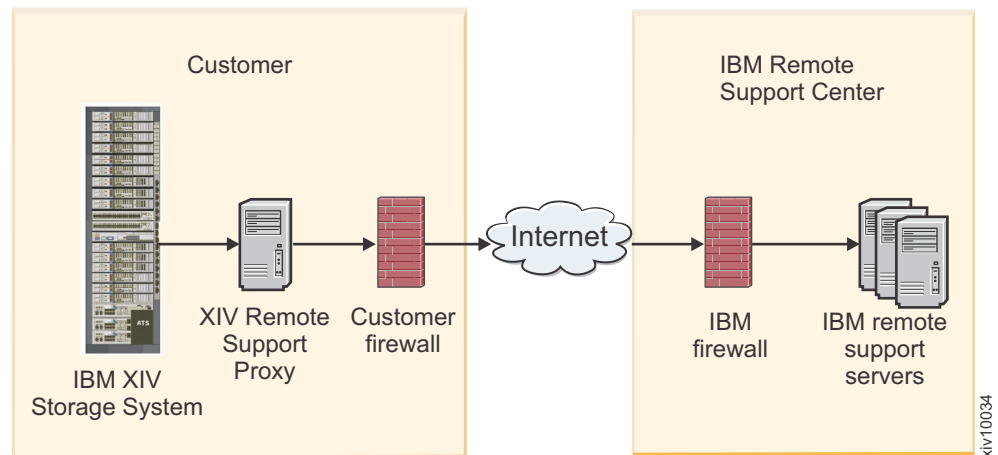 Customer
IBM Remote
Support Center
Internet
ATS
XIV Remote
Support
Proxy
Customer
firewall
IBM
firewall
IBM remote
support
servers
IBM XIV
Storage System
xiv10034